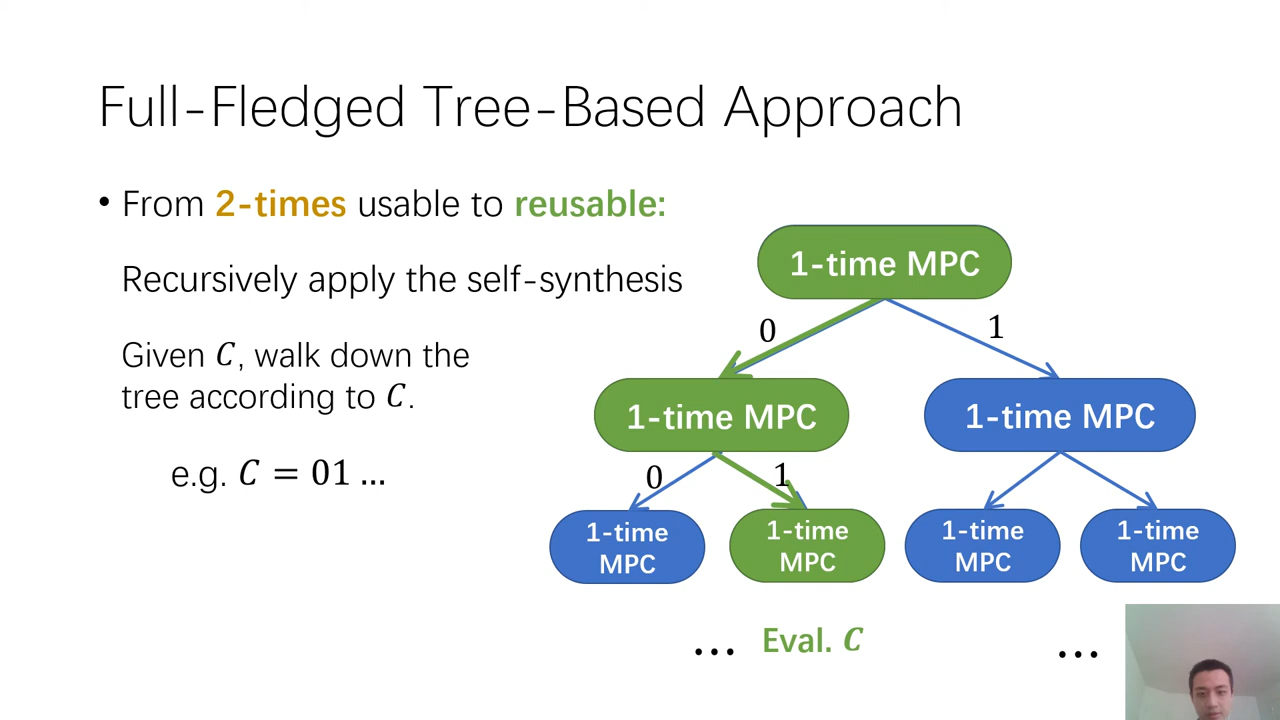 Full-Fledged Tree-Based Approach
• From 2-times usable to reusable:
Recursively apply the self-synthesis
Given C, walk down the
tree according to C.
e.g. C = 01 ...
1-time MPC
0
1
1-time MPC
1-time MPC
0
1
1-time
MPC
1-time
MPC
1-time
MPC
1-time
MPC
... Eval. C ...